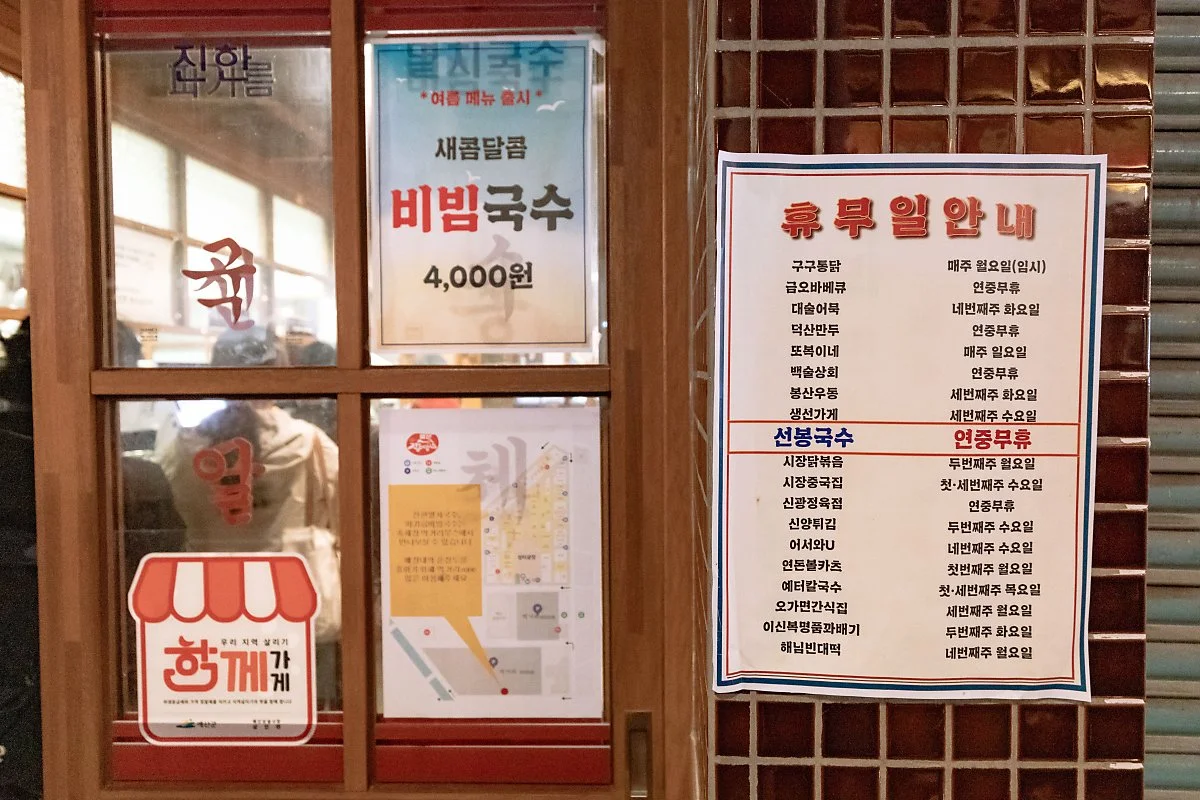 진한
멸치국수
* 여름 메뉴 출시 *
새콤달콤
비빔국수
4,000원
우리 지역 살리기
함께가게
예산군
휴무일안내
구구통닭 매주 월요일(임시)
금오바베큐 연중무휴
대술어묵 네번째주 화요일
덕산만두 연중무휴
또복이네 매주 일요일
백술상회 연중무휴
봉산우동 세번째주 화요일
생선가게 세번째주 수요일
선봉국수 연중무휴
시장닭볶음 두번째주 월요일
시장중국집 첫·세번째주 수요일
신광정육점 연중무휴
신양튀김 두번째주 수요일
어서와U 네번째주 수요일
연돈볼카츠 첫번째주 월요일
예터칼국수 첫·세번째주 목요일
오가면간식집 세번째주 월요일
이신복명품꽈배기 두번째주 화요일
해님빈대떡 네번째주 월요일